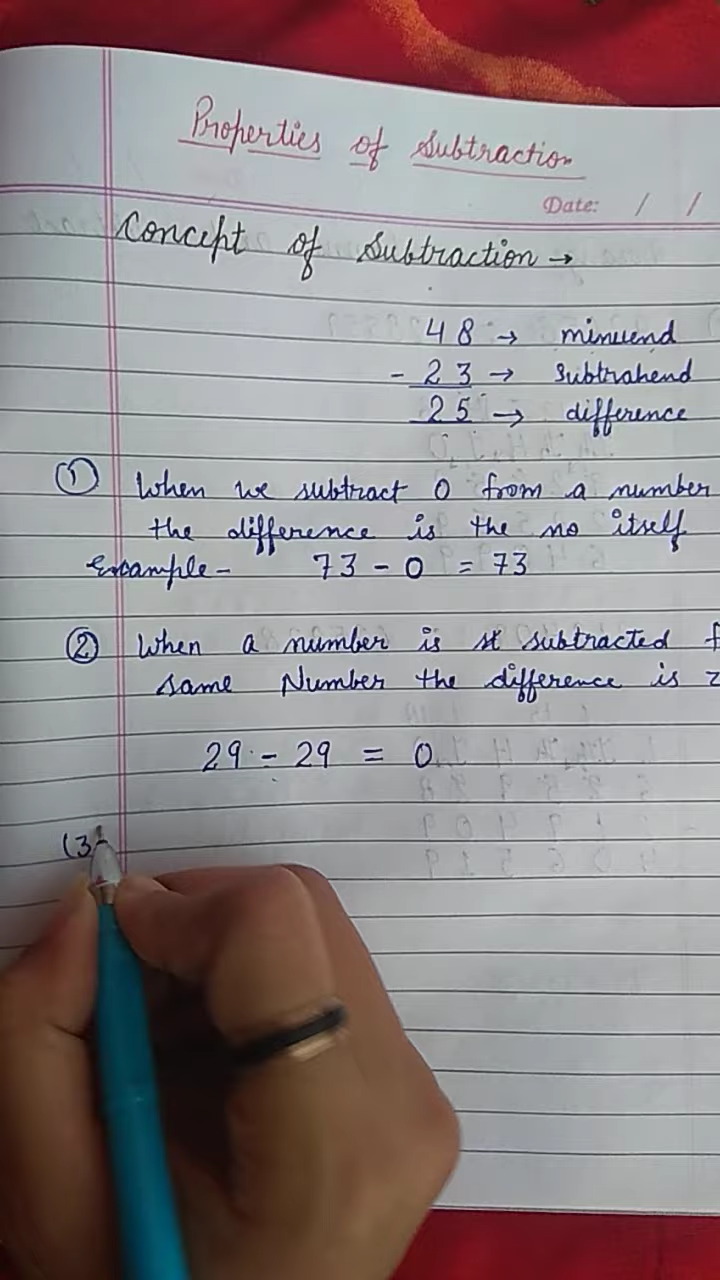 Properties of Subtraction
Date: / /
Concept of Subtraction →
48 → minuend
- 23 → Subtrahend
25 → difference
① When we subtract 0 from a number
the difference is the no itself
Example - 73 - 0 = 73
② When a number is st subtracted f
same Number the difference is z
29 - 29 = 0
(3)